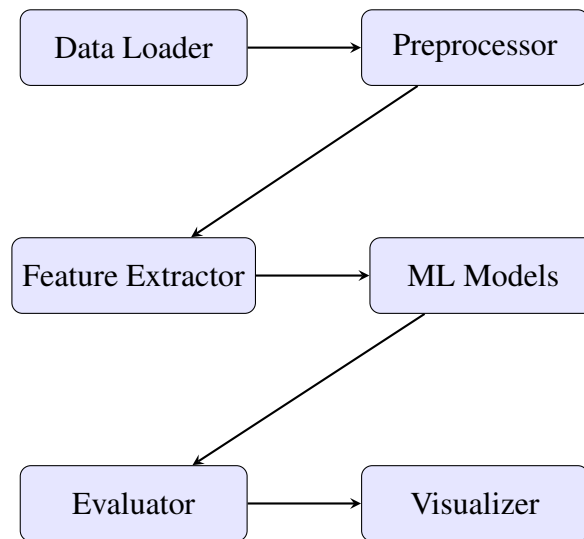 Data Loader
Preprocessor
Feature Extractor
ML Models
Evaluator
Visualizer